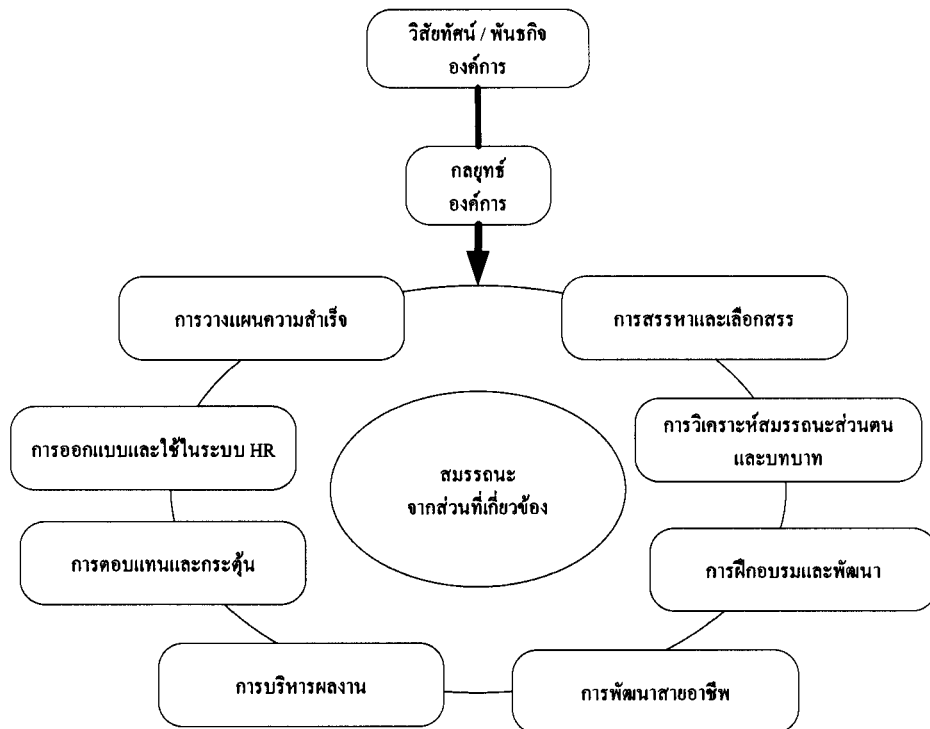 วิสัยทัศน์ / พันธกิจ
องค์การ
กลยุทธ์
องค์การ
การวางแผนความสำเร็จ
การสรรหาและเลือกสรร
การออกแบบและใช้ในระบบ HR
การวิเคราะห์สมรรถนะส่วนตน
และบทบาท
สมรรถนะ
จากส่วนที่เกี่ยวข้อง
การตอบแทนและกระตุ้น
การฝึกอบรมและพัฒนา
การบริหารผลงาน
การพัฒนาสายอาชีพ